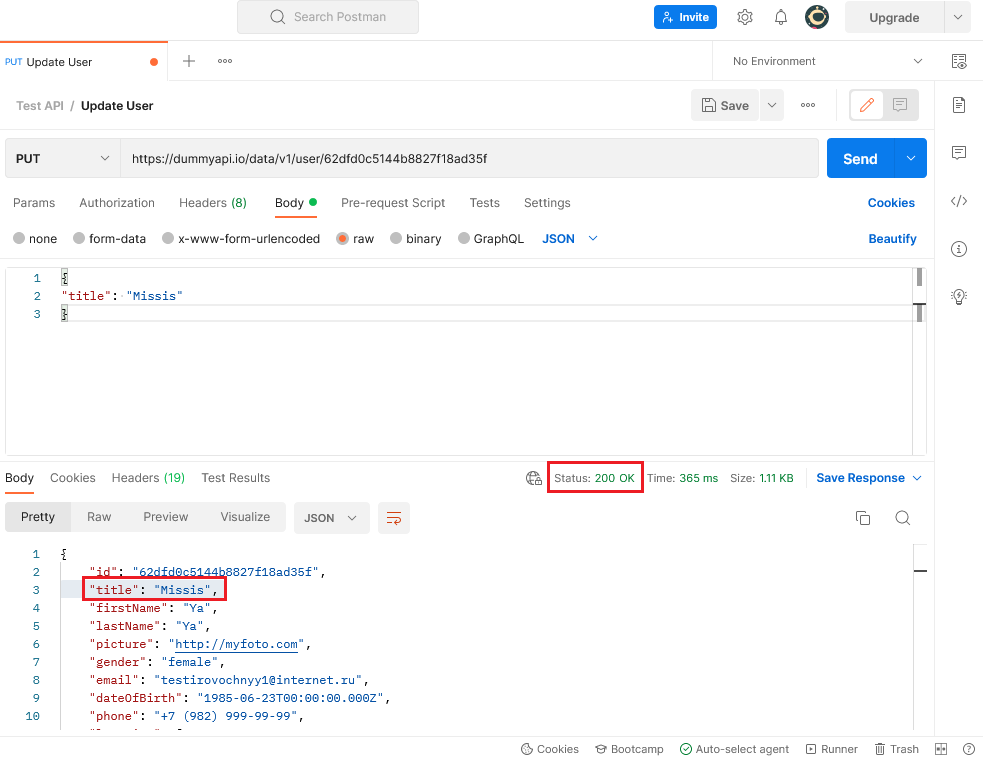 Search Postman
Invite
Upgrade
PUT Update User
No Environment
Test API / Update User
Save
PUT
https://dummyapi.io/data/v1/user/62dfd0c5144b8827f18ad35f
Send
Params Authorization Headers (8) Body Pre-request Script Tests Settings Cookies
none form-data x-www-form-urlencoded raw binary GraphQL JSON Beautify
1 {
2 "title": "Missis"
3 }
Body Cookies Headers (19) Test Results Status: 200 OK Time: 365 ms Size: 1.11 KB Save Response
Pretty Raw Preview Visualize JSON
1 {
2 "id": "62dfd0c5144b8827f18ad35f",
3 "title": "Missis",
4 "firstName": "Ya",
5 "lastName": "Ya",
6 "picture": "http://myfoto.com",
7 "gender": "female",
8 "email": "testirovochnyy1@internet.ru",
9 "dateOfBirth": "1985-06-23T00:00:00.000Z",
10 "phone": "+7 (982) 999-99-99",
Cookies Bootcamp Auto-select agent Runner Trash